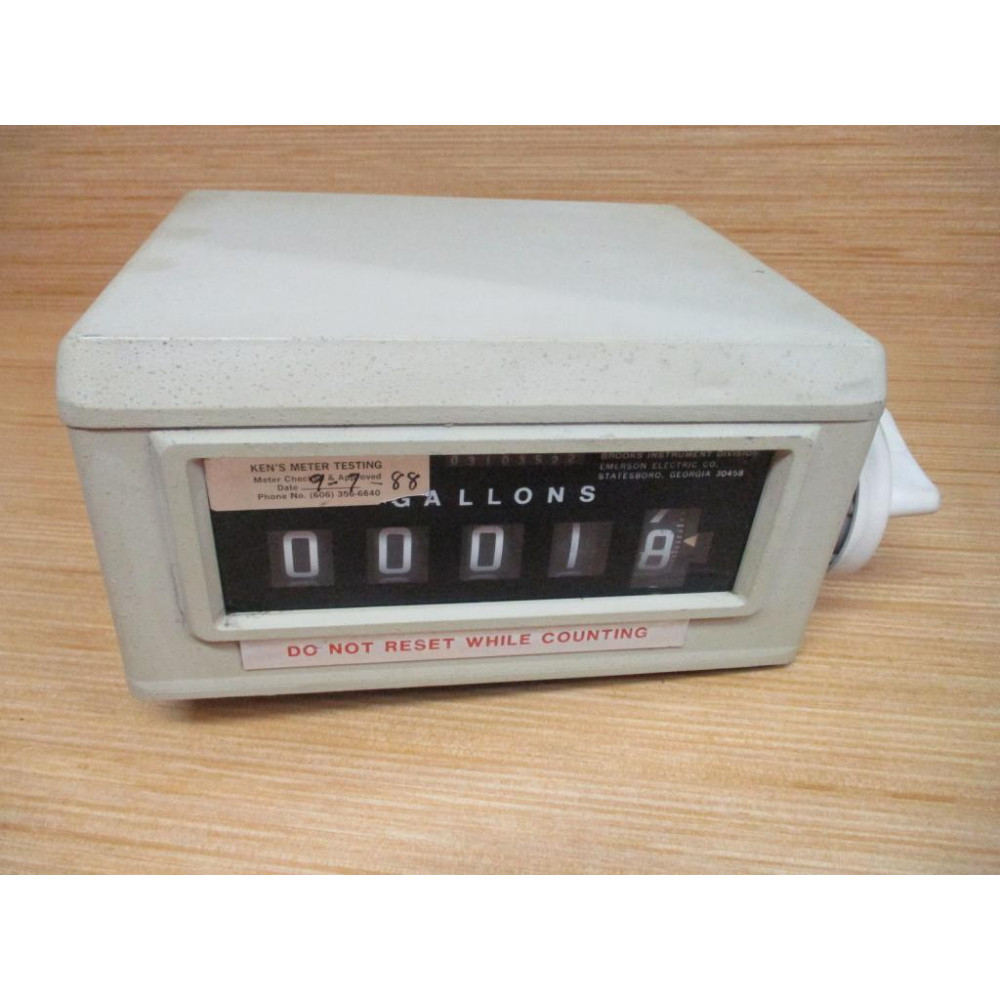 KEN'S METER TESTING
Meter Checked & Approved
Date 9-7-88
Phone No. (606) 356-6640
03103522
BROOKS INSTRUMENT DIVISION
EMERSON ELECTRIC CO.
STATESBORO, GEORGIA 30458
GALLONS
0 0 0 1 8
DO NOT RESET WHILE COUNTING